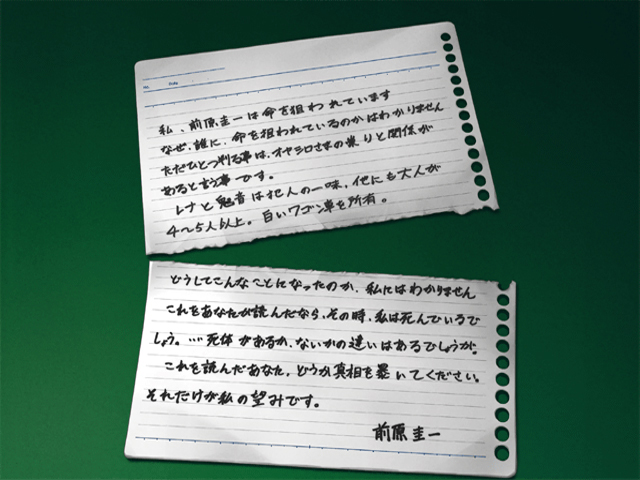 No. Date
私、前原圭一は命を狙われています
なぜ、誰に、命を狙われているのかはわかりません
ただひとつ判る事は、オヤシロさまの祟りと関係が
あると言う事です。
レナと魅音は犯人の一味、他にも大人が
4〜5人以上。白いワゴン車を所有。
どうしてこんなことになったのか、私にはわかりません
これをあなたが読んだなら、その時、私は死んでいるで
しょう。…死体があるか、ないかの違いはあるでしょうが。
これを読んだあなた。どうか真相を暴いてください。
それだけが私の望みです。
前原圭一